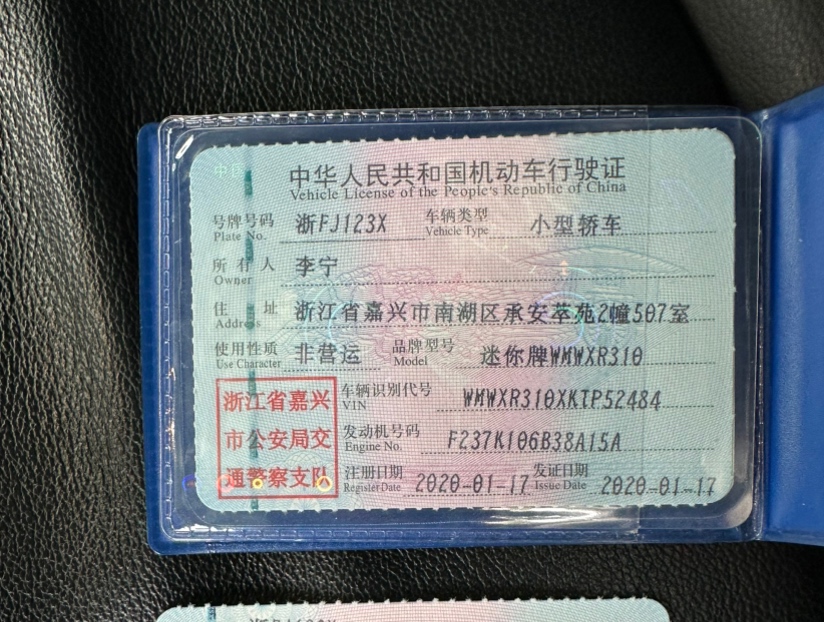 中华人民共和国机动车行驶证
Vehicle License of the People's Republic of China
号牌号码 浙FJ123X 车辆类型 小型轿车
Plate No. Vehicle Type
所有人 李宁
Owner
住址 浙江省嘉兴市南湖区承安萃苑2幢507室
Address
使用性质 非营运 品牌型号 迷你牌WMWXR310
Use Character Model
浙江省嘉兴
市公安局交
通警察支队
车辆识别代号 WMWXR310XKTP52484
VIN
发动机号码 F237K106B38A15A
Engine No.
注册日期 2020-01-17 发证日期 2020-01-17
Register Date Issue Date